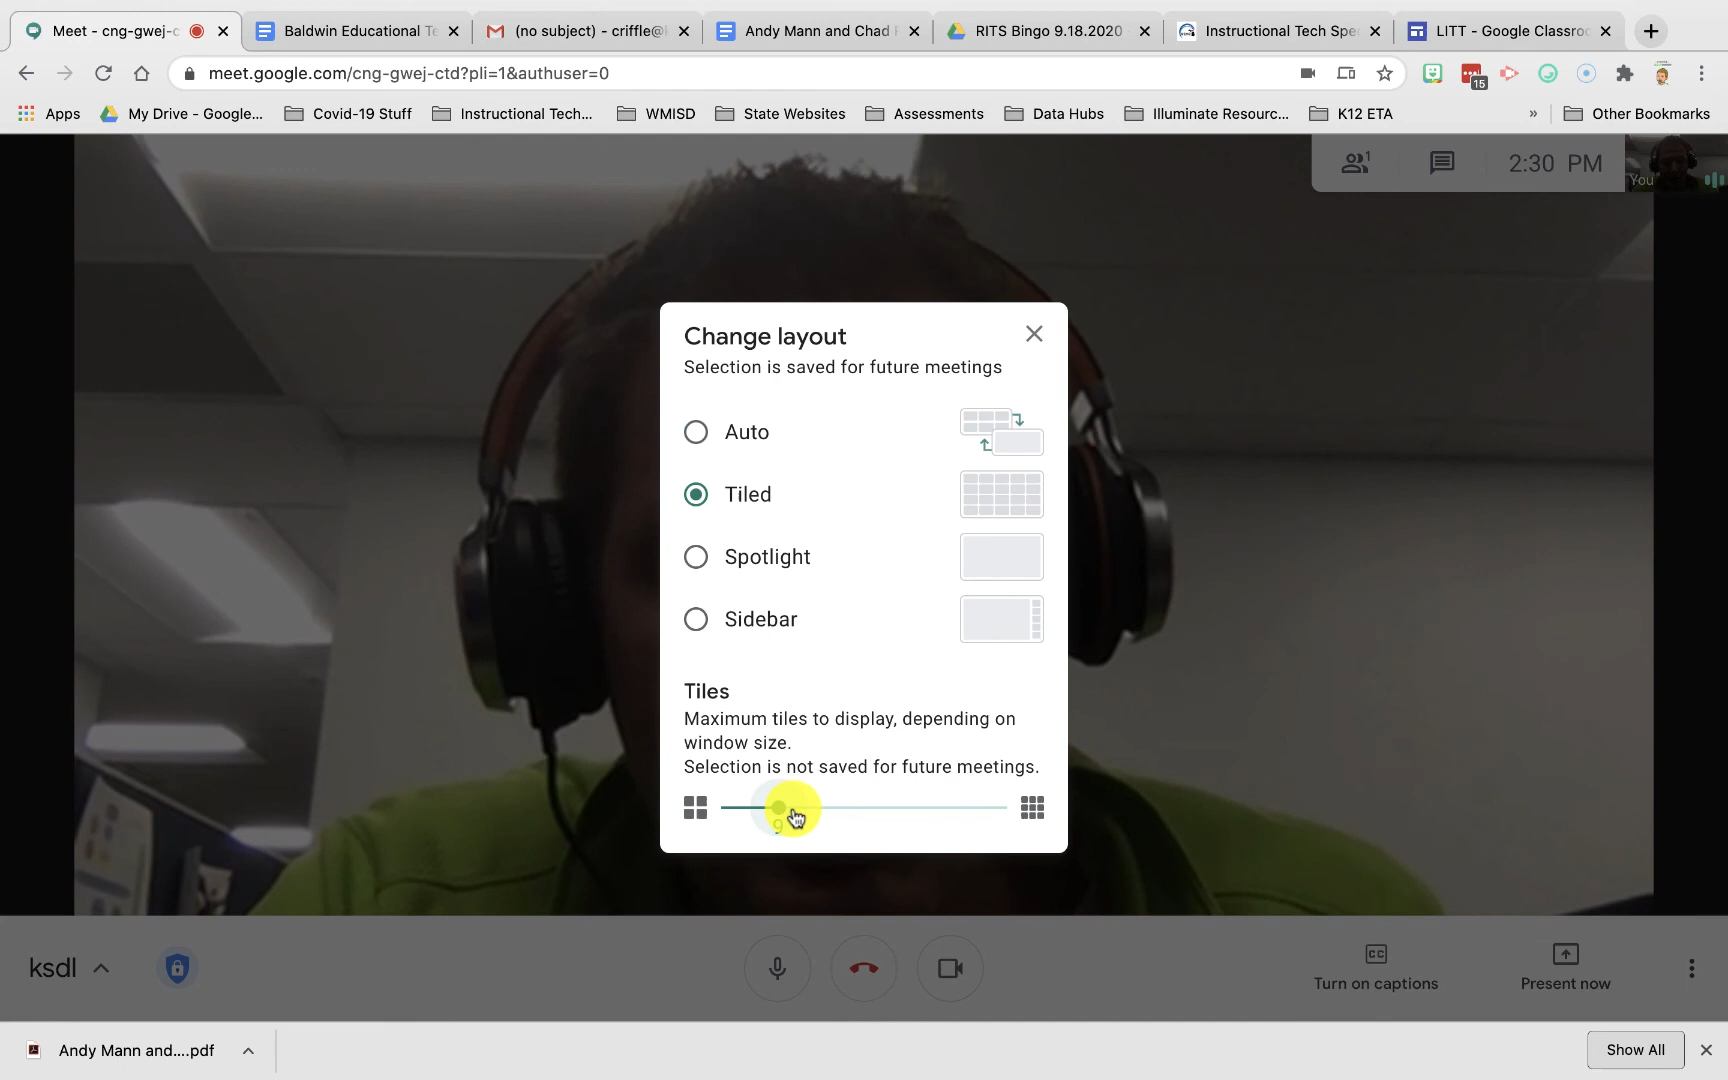 Meet - cng-gwej-c
Baldwin Educational Te
(no subject) - criffle@
Andy Mann and Chad
RITS Bingo 9.18.2020
Instructional Tech Spe
LITT - Google Classro
meet.google.com/cng-gwej-ctd?pli=1&authuser=0
15
Apps
My Drive - Google...
Covid-19 Stuff
Instructional Tech...
WMISD
State Websites
Assessments
Data Hubs
Illuminate Resourc...
K12 ETA
»
Other Bookmarks
1
2:30 PM
You
Change layout
Selection is saved for future meetings
Auto
Tiled
Spotlight
Sidebar
Tiles
Maximum tiles to display, depending on
window size.
Selection is not saved for future meetings.
9
ksdl
CC
Turn on captions
Present now
Andy Mann and....pdf
Show All